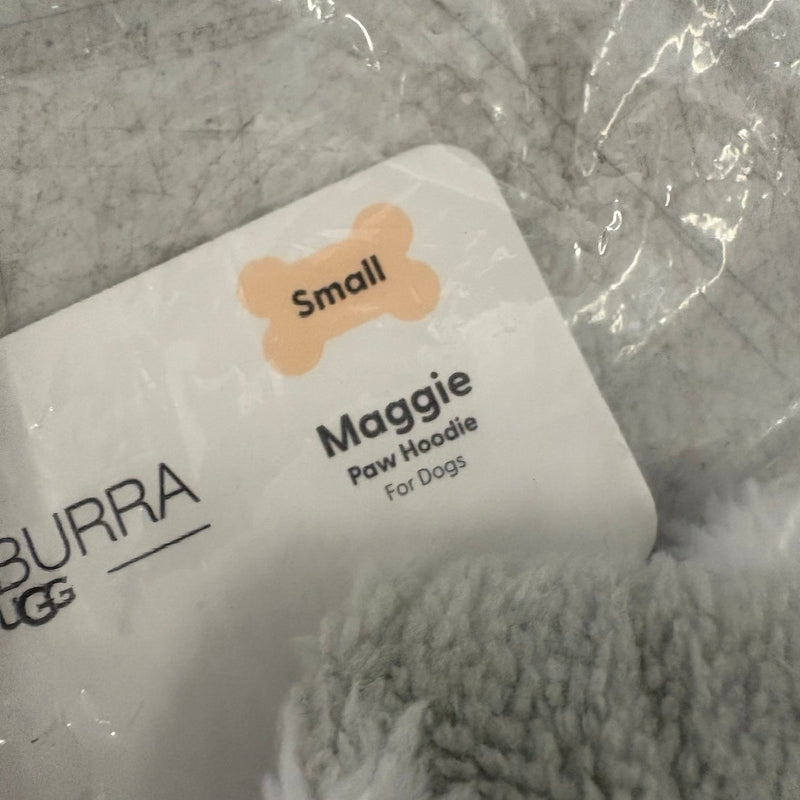 Small
Maggie
Paw Hoodie
For Dogs
BURRA
UGG